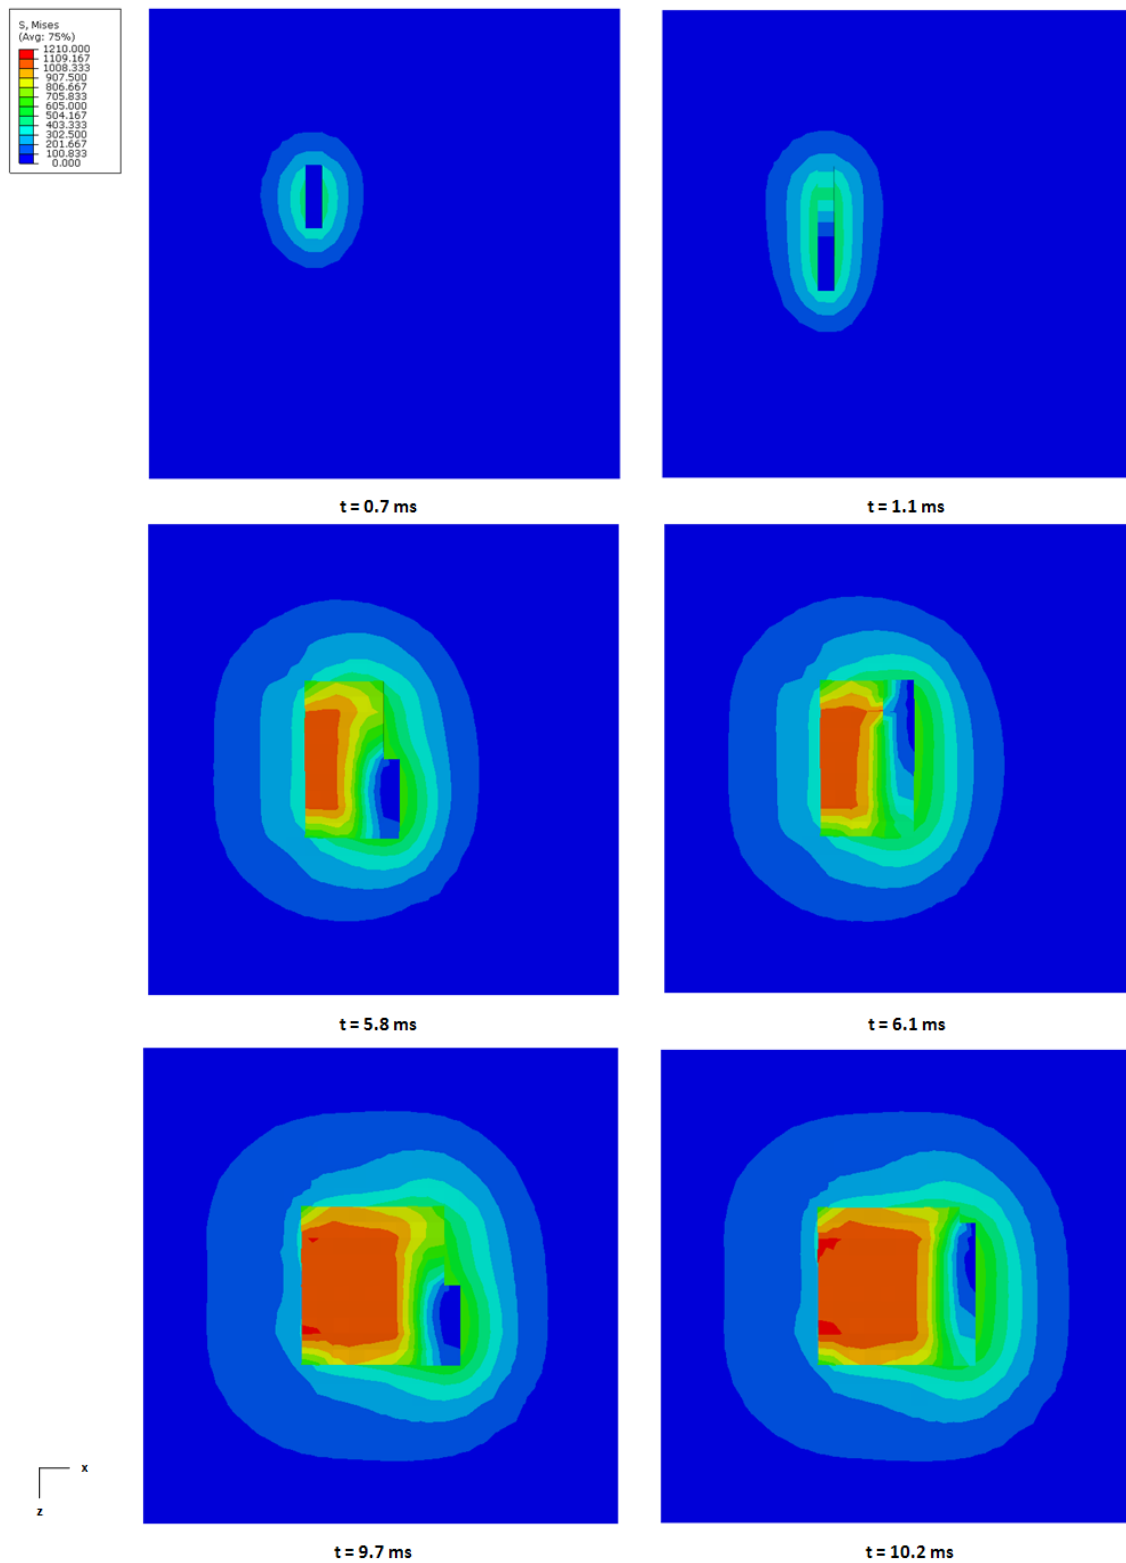 S, Mises
(Avg: 75%)
1210.000
1109.167
1008.333
907.500
806.667
705.833
605.000
504.167
403.333
302.500
201.667
100.833
0.000
t = 0.7 ms
t = 1.1 ms
t = 5.8 ms
t = 6.1 ms
x
z
t = 9.7 ms
t = 10.2 ms